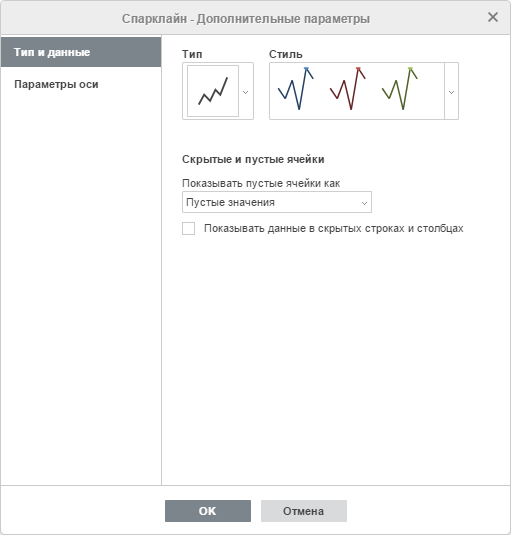 Спарклайн - Дополнительные параметры
Тип и данные
Параметры оси
Тип
Стиль
Скрытые и пустые ячейки
Показывать пустые ячейки как
Пустые значения
Показывать данные в скрытых строках и столбцах
OK
Отмена